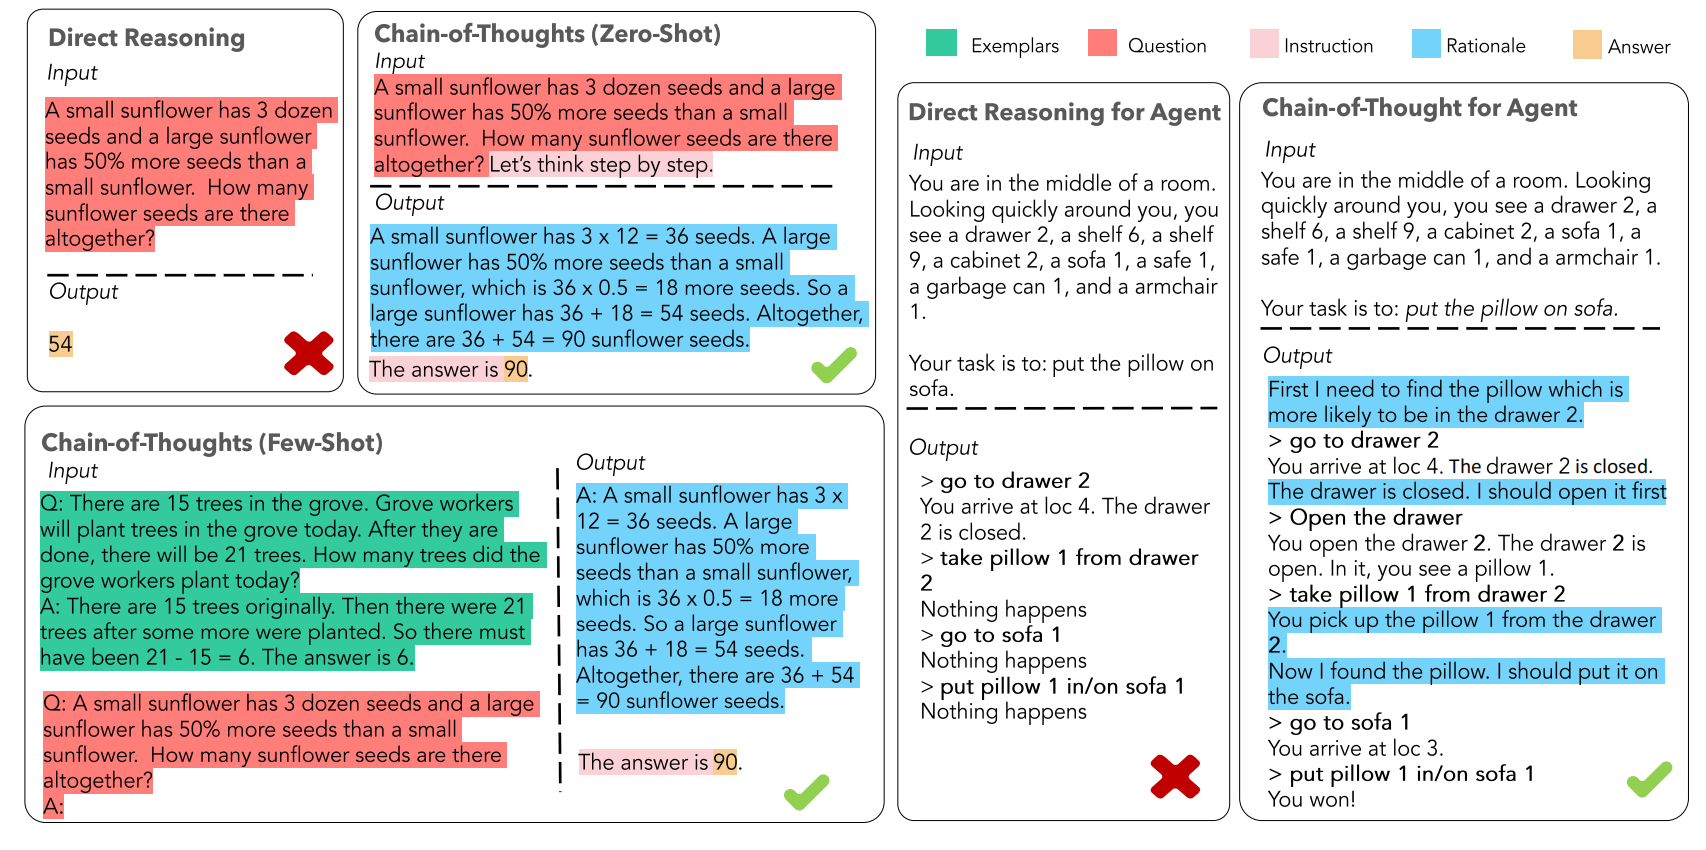 Direct Reasoning
Input
A small sunflower has 3 dozen
seeds and a large sunflower
has 50% more seeds than a
small sunflower. How many
sunflower seeds are there
altogether?
Output
54
Chain-of-Thoughts (Zero-Shot)
Input
A small sunflower has 3 dozen seeds and a large
sunflower has 50% more seeds than a small
sunflower. How many sunflower seeds are there
altogether? Let's think step by step.
Output
A small sunflower has 3 x 12 = 36 seeds. A large
sunflower has 50% more seeds than a small
sunflower, which is 36 x 0.5 = 18 more seeds. So a
large sunflower has 36 + 18 = 54 seeds. Altogether,
there are 36 + 54 = 90 sunflower seeds.
The answer is 90.
Exemplars
Question
Instruction
Rationale
Answer
Chain-of-Thoughts (Few-Shot)
Input
Q: There are 15 trees in the grove. Grove workers
will plant trees in the grove today. After they are
done, there will be 21 trees. How many trees did the
grove workers plant today?
A: There are 15 trees originally. Then there were 21
trees after some more were planted. So there must
have been 21 - 15 = 6. The answer is 6.
Q: A small sunflower has 3 dozen seeds and a large
sunflower has 50% more seeds than a small
sunflower. How many sunflower seeds are there
altogether?
A:
Output
A: A small sunflower has 3 x
12 = 36 seeds. A large
sunflower has 50% more
seeds than a small sunflower,
which is 36 x 0.5 = 18 more
seeds. So a large sunflower
has 36 + 18 = 54 seeds.
Altogether, there are 36 + 54
= 90 sunflower seeds.
The answer is 90.
Direct Reasoning for Agent
Input
You are in the middle of a room.
Looking quickly around you, you
see a drawer 2, a shelf 6, a shelf
9, a cabinet 2, a sofa 1, a safe 1,
a garbage can 1, and a armchair
1.
Your task is to: put the pillow on
sofa.
Output
> go to drawer 2
You arrive at loc 4. The drawer
2 is closed.
> take pillow 1 from drawer
2
Nothing happens
> go to sofa 1
Nothing happens
> put pillow 1 in/on sofa 1
Nothing happens
Chain-of-Thought for Agent
Input
You are in the middle of a room. Looking
quickly around you, you see a drawer 2, a
shelf 6, a shelf 9, a cabinet 2, a sofa 1, a
safe 1, a garbage can 1, and a armchair 1.
Your task is to: put the pillow on sofa.
Output
First I need to find the pillow which is
more likely to be in the drawer 2.
> go to drawer 2
You arrive at loc 4. The drawer 2 is closed.
The drawer is closed. I should open it first
> Open the drawer
You open the drawer 2. The drawer 2 is
open. In it, you see a pillow 1.
> take pillow 1 from drawer 2
You pick up the pillow 1 from the drawer
2.
Now I found the pillow. I should put it on
the sofa.
> go to sofa 1
You arrive at loc 3.
> put pillow 1 in/on sofa 1
You won!